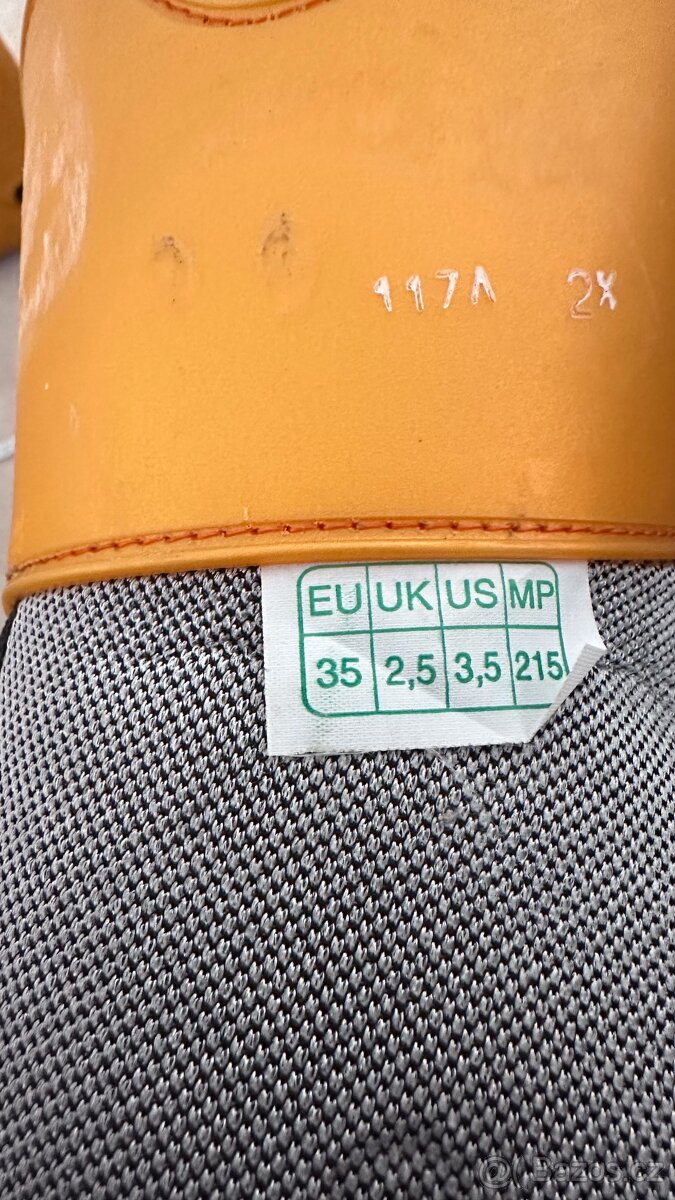 117A 2X
EU UK US MP
35 2,5 3,5 215
@ Bazos.cz